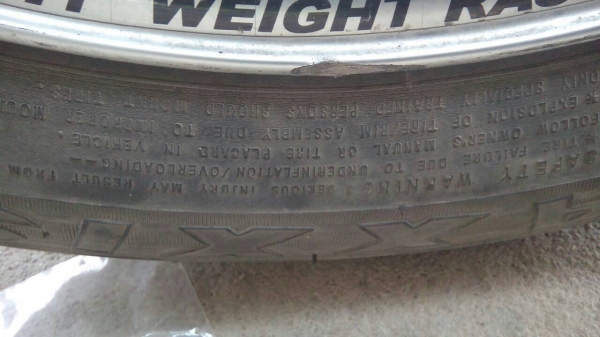 WEIGHT
SAFETY WARNING : SERIOUS INJURY MAY RESULT FROM
* TIRE FAILURE DUE TO UNDERINFLATION/OVERLOADING --
FOLLOW OWNERS MANUAL OR TIRE PLACARD IN VEHICLE.
* EXPLOSION OF TIRE/RIM ASSEMBLY DUE TO IMPROPER
ONLY SPECIALLY TRAINED PERSONS SHOULD MOUNT TIRES.